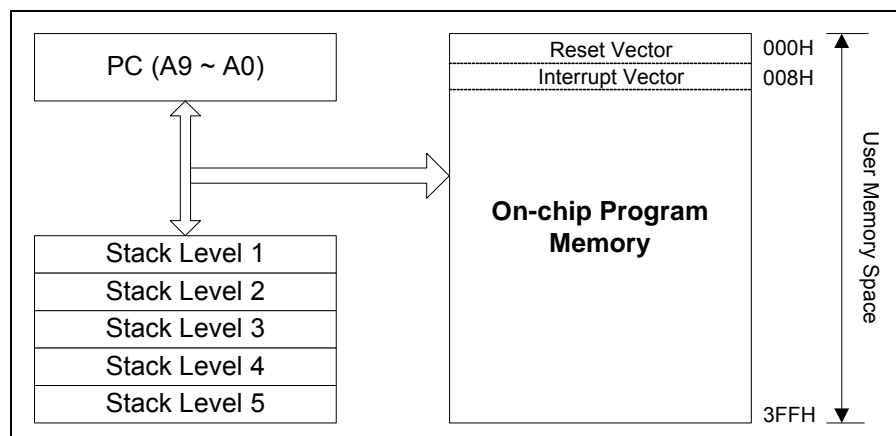 PC (A9 ~ A0)
Stack Level 1
Stack Level 2
Stack Level 3
Stack Level 4
Stack Level 5
Reset Vector
000H
Interrupt Vector
008H
On-chip Program
Memory
3FFH
User Memory Space